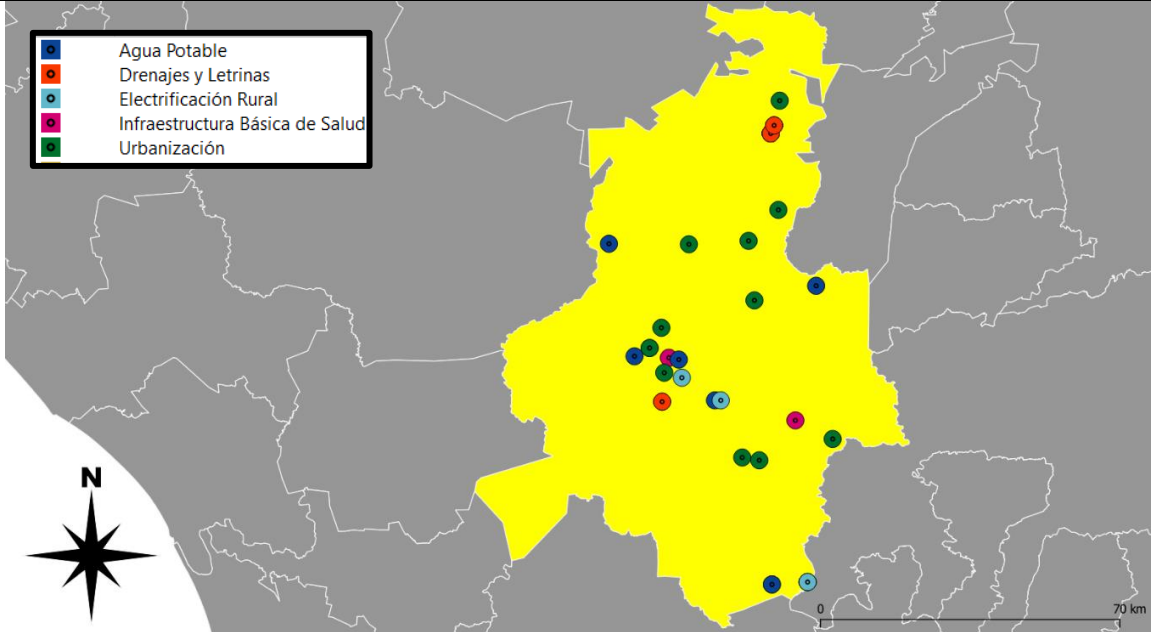 Agua Potable
Drenajes y Letrinas
Electrificación Rural
Infraestructura Básica de Salud
Urbanización
N
0 70 km